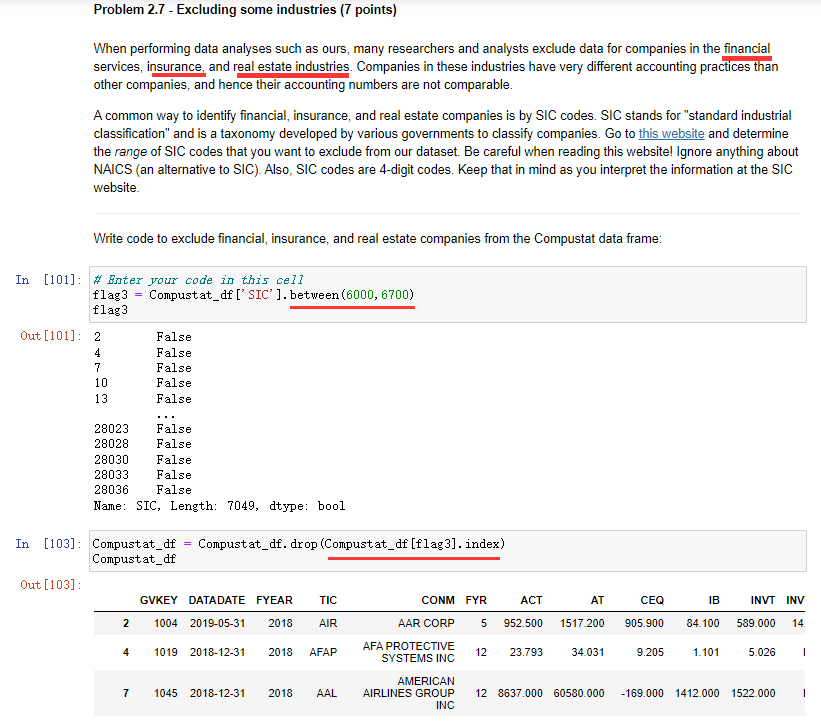 Problem 2.7 - Excluding some industries (7 points)
When performing data analyses such as ours, many researchers and analysts exclude data for companies in the financial
services, insurance, and real estate industries. Companies in these industries have very different accounting practices than
other companies, and hence their accounting numbers are not comparable.
A common way to identify financial, insurance, and real estate companies is by SIC codes. SIC stands for "standard industrial
classification" and is a taxonomy developed by various governments to classify companies. Go to this website and determine
the range of SIC codes that you want to exclude from our dataset. Be careful when reading this website! Ignore anything about
NAICS (an alternative to SIC). Also, SIC codes are 4-digit codes. Keep that in mind as you interpret the information at the SIC
website.
Write code to exclude financial, insurance, and real estate companies from the Compustat data frame:
In [101]: # Enter your code in this cell
flag3 = Compustat_df['SIC'].between(6000,6700)
flag3
Out[101]: 2 False
4 False
7 False
10 False
13 False
...
28023 False
28028 False
28030 False
28033 False
28036 False
Name: SIC, Length: 7049, dtype: bool
In [103]: Compustat_df = Compustat_df.drop(Compustat_df[flag3].index)
Compustat_df
Out[103]:
GVKEY DATADATE FYEAR TIC CONM FYR ACT AT CEQ IB INVT INV
2 1004 2019-05-31 2018 AIR AAR CORP 5 952.500 1517.200 905.900 84.100 589.000 14.
4 1019 2018-12-31 2018 AFAP AFA PROTECTIVE SYSTEMS INC 12 23.793 34.031 9.205 1.101 5.026
7 1045 2018-12-31 2018 AAL AMERICAN AIRLINES GROUP INC 12 8637.000 60580.000 -169.000 1412.000 1522.000